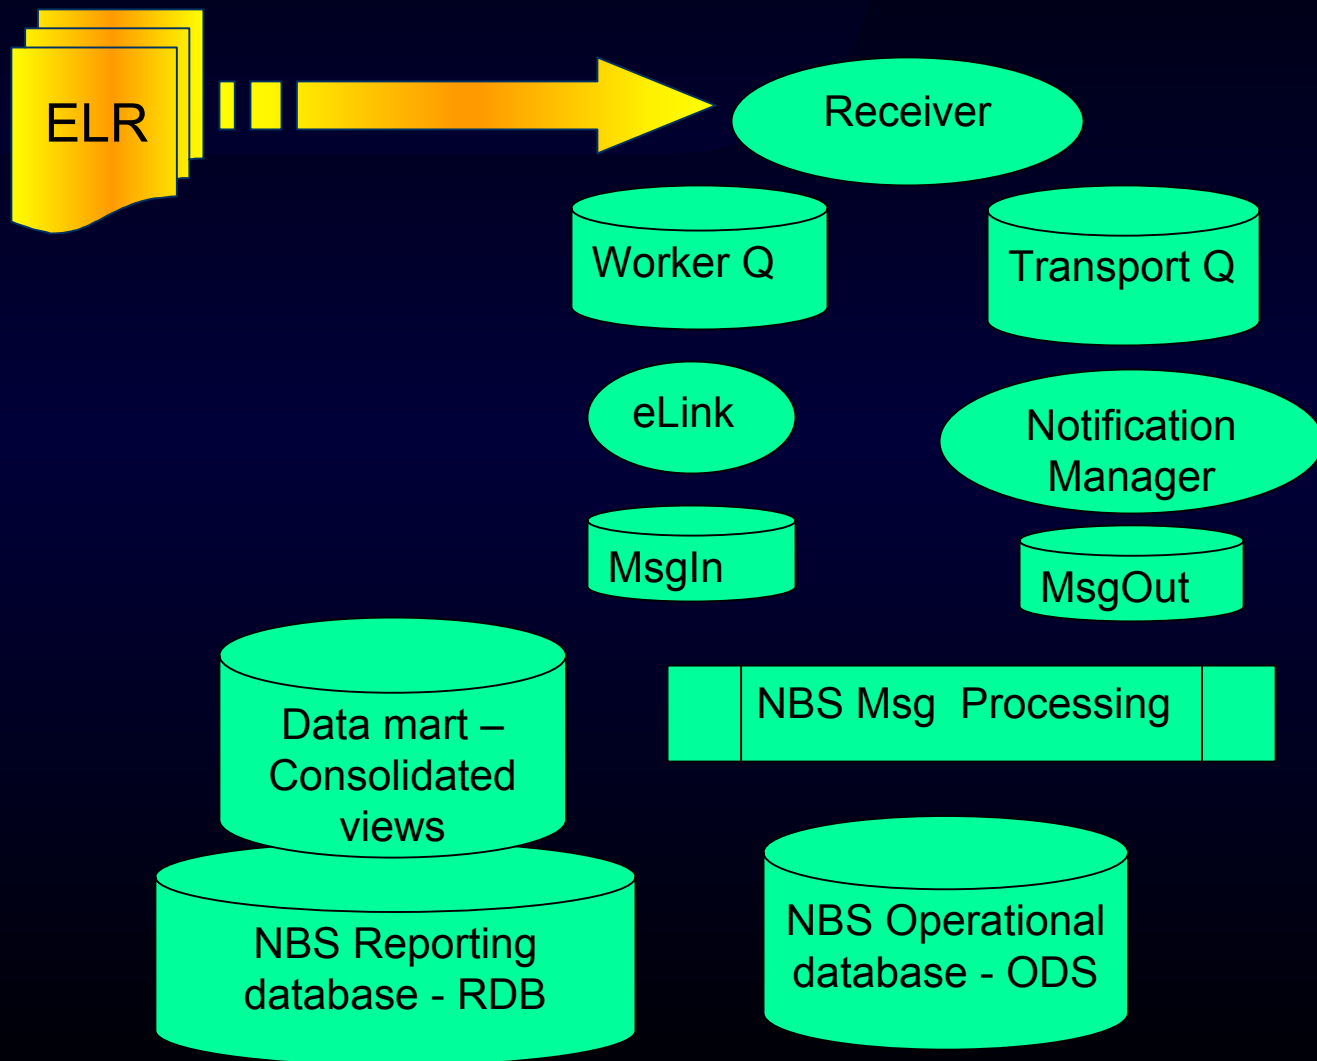 ELR
Receiver
Worker Q
Transport Q
eLink
Notification
Manager
MsgIn
MsgOut
Data mart –
Consolidated
views
NBS Msg  Processing
NBS Reporting
database - RDB
NBS Operational
database - ODS